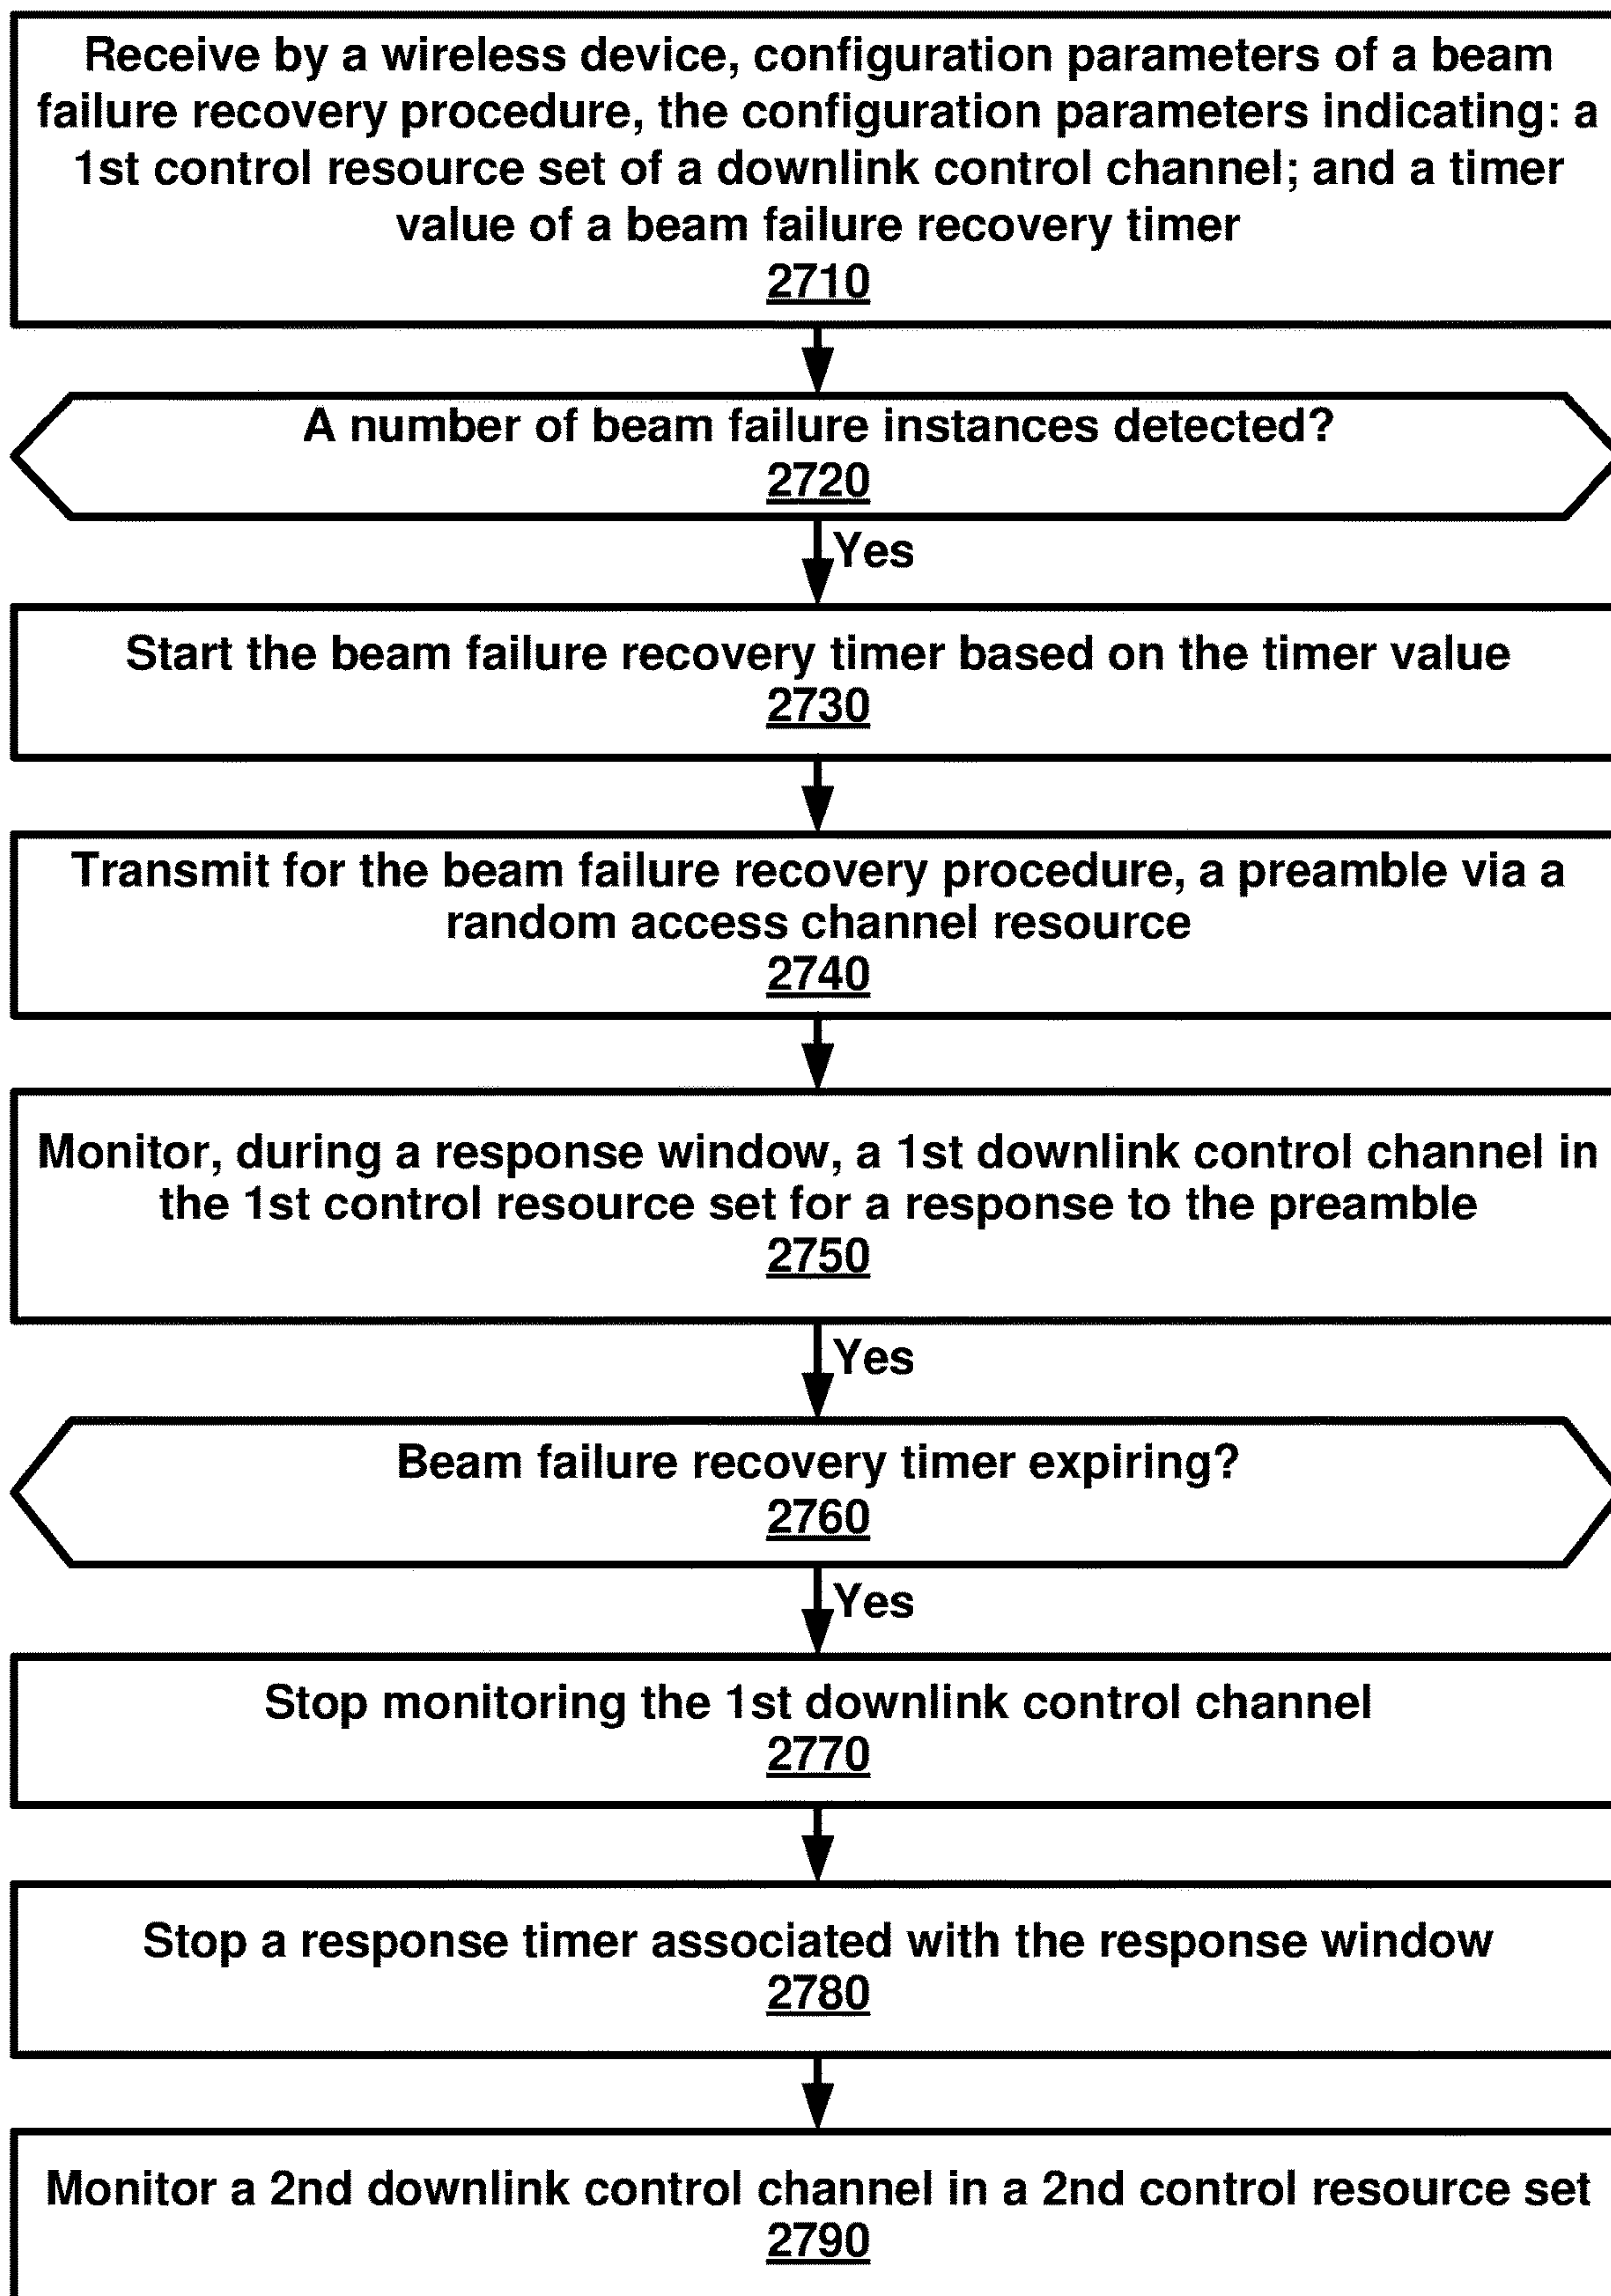 Receive by a wireless device, configuration parameters of a beam
failure recovery procedure, the configuration parameters indicating: a
1st control resource set of a downlink control channel; and a timer
value of a beam failure recovery timer
2710
A number of beam failure instances detected?
2720
Yes
Start the beam failure recovery timer based on the timer value
2730
Transmit for the beam failure recovery procedure, a preamble via a
random access channel resource
2740
Monitor, during a response window, a 1st downlink control channel in
the 1st control resource set for a response to the preamble
2750
Yes
Beam failure recovery timer expiring?
2760
Yes
Stop monitoring the 1st downlink control channel
2770
Stop a response timer associated with the response window
2780
Monitor a 2nd downlink control channel in a 2nd control resource set
2790